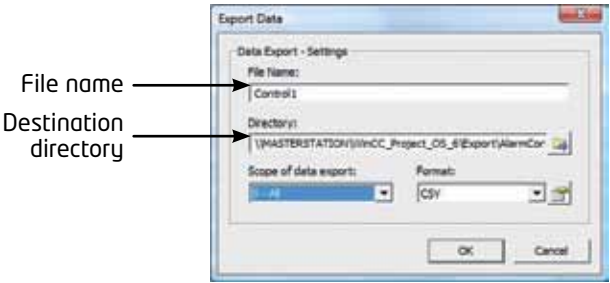 Export Data
Data Export - Settings
File name
File Name:
Control1
Destination
directory
Directory:
\\MASTERSTATION\WinCC_Project_OS_6\Export\AlarmCor
Scope of data export:
Format:
All
CSV
OK
Cancel